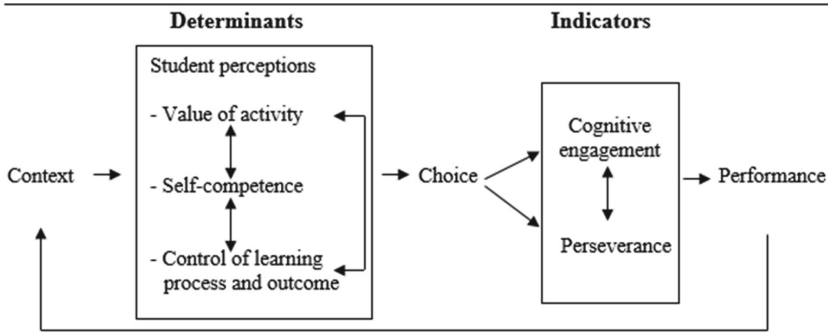 Determinants
Indicators
Student perceptions
- Value of activity
- Self-competence
- Control of learning
process and outcome
Context
Choice
Cognitive
engagement
Perseverance
Performance